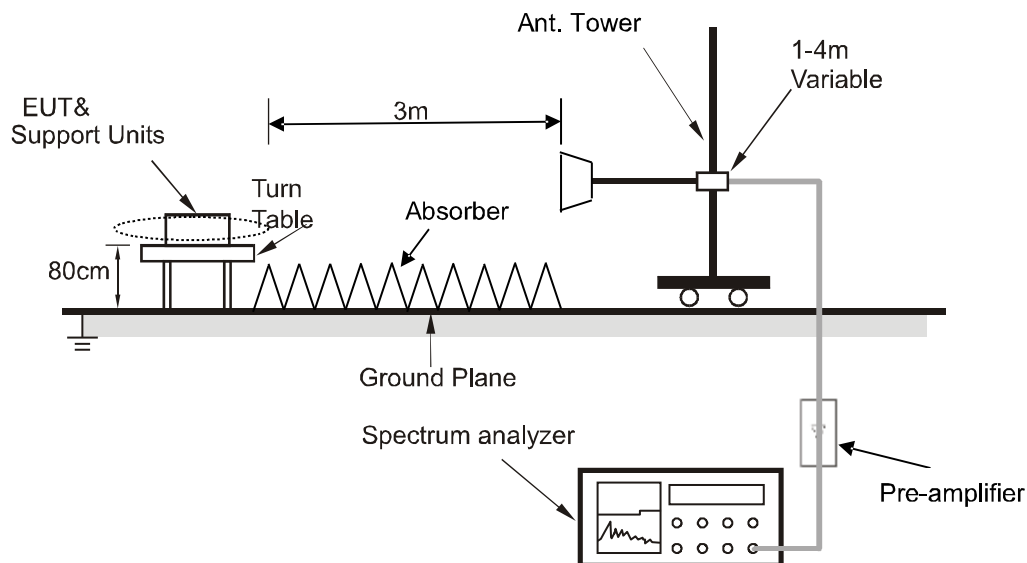 Ant. Tower
1-4m
Variable
EUT&
Support Units
3m
Turn
Table
Absorber
80cm
Ground Plane
Spectrum analyzer
Pre-amplifier